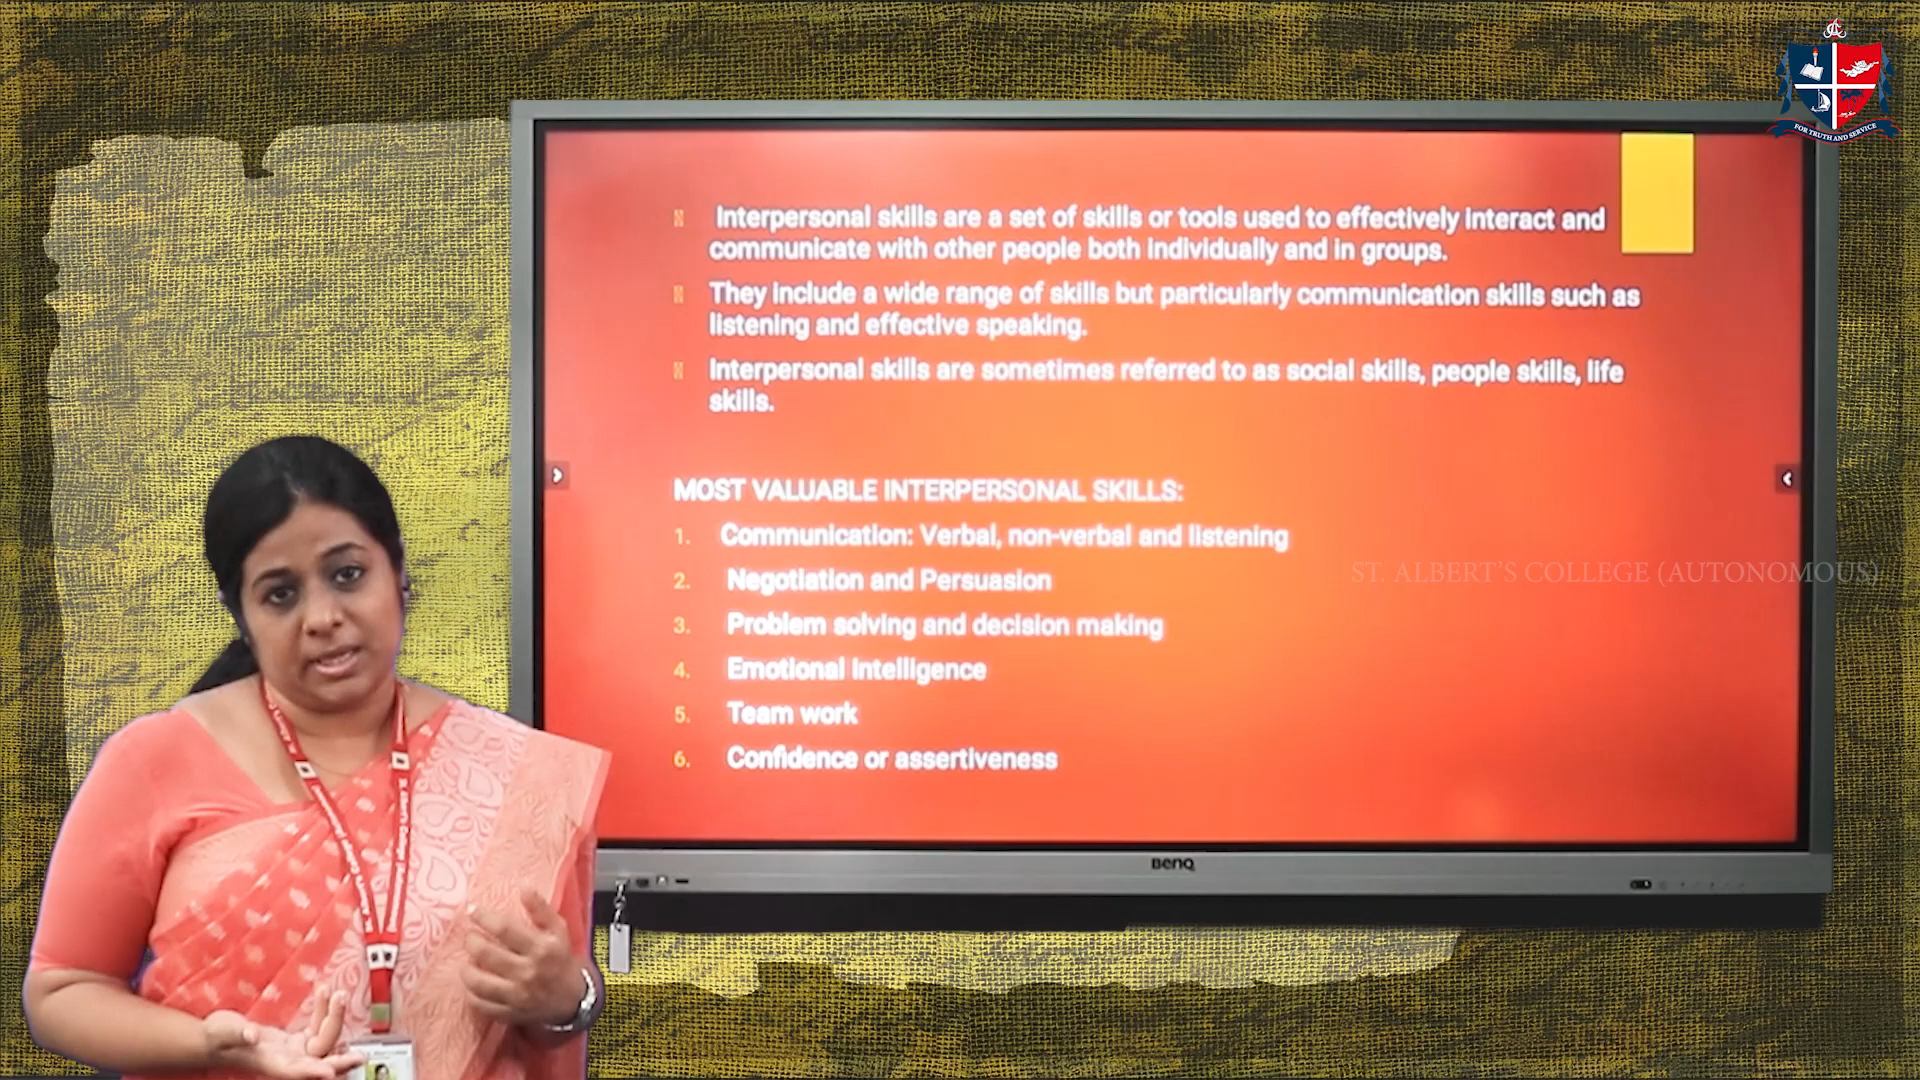 FOR TRUTH AND SERVICE
Interpersonal skills are a set of skills or tools used to effectively interact and
communicate with other people both individually and in groups.
They include a wide range of skills but particularly communication skills such as
listening and effective speaking.
Interpersonal skills are sometimes referred to as social skills, people skills, life
skills.
MOST VALUABLE INTERPERSONAL SKILLS:
1. Communication: Verbal, non-verbal and listening
2. Negotiation and Persuasion
3. Problem solving and decision making
4. Emotional Intelligence
5. Team work
6. Confidence or assertiveness
ST. ALBERT'S COLLEGE (AUTONOMOUS)
BenQ